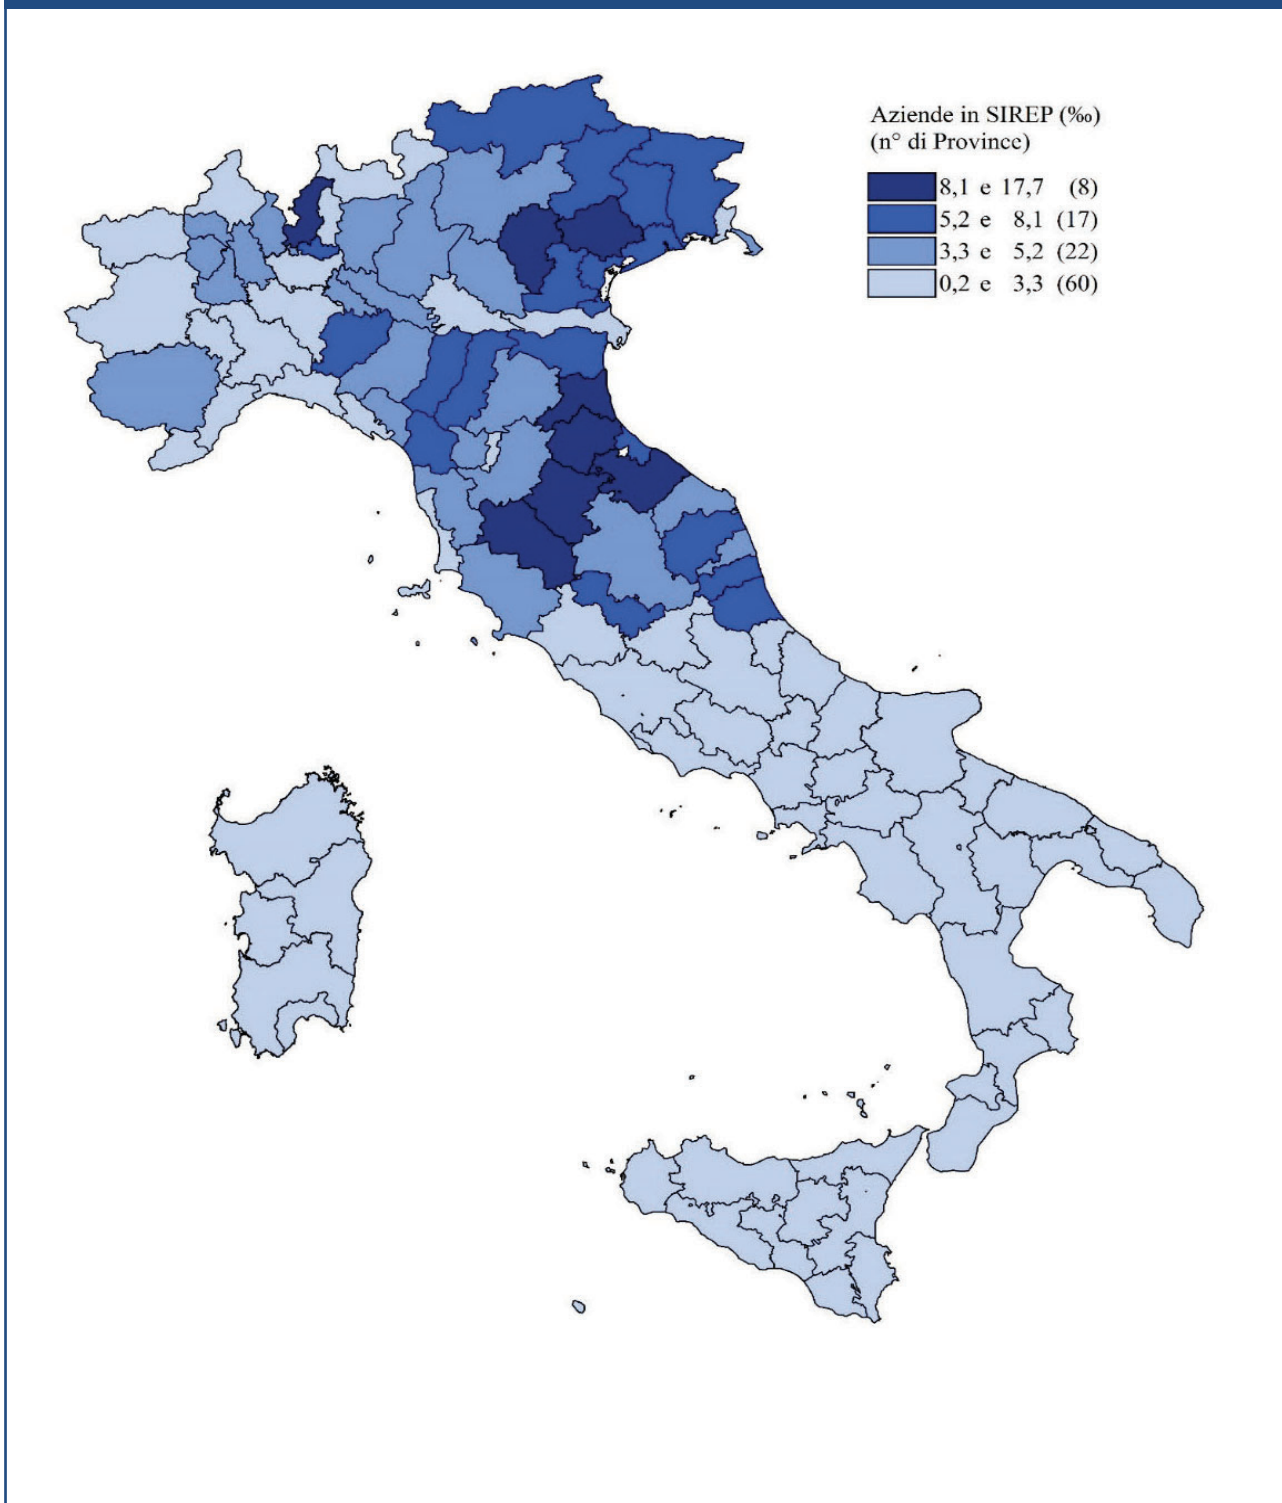 Aziende in SIREP (‰)
(n° di Province)
8,1 e 17,7 (8)
5,2 e 8,1 (17)
3,3 e 5,2 (22)
0,2 e 3,3 (60)